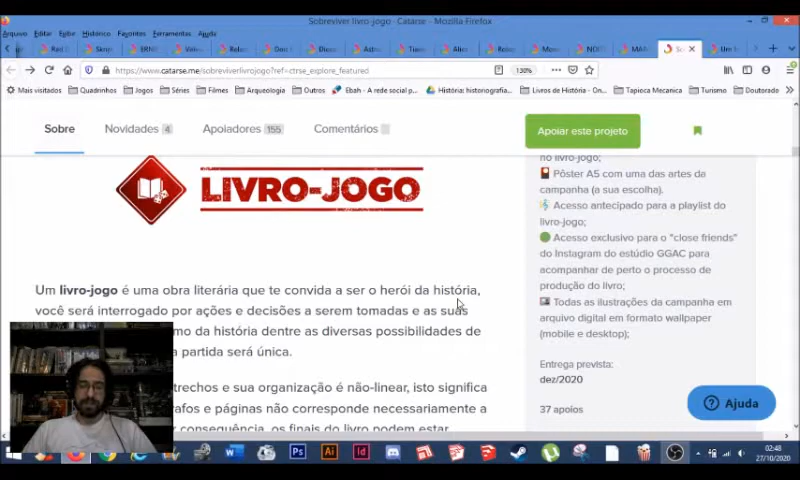 Sobreviver livro-jogo - Catarse - Mozilla Firefox
Arquivo Editar Exibir Histórico Favoritos Ferramentas Ajuda
https://www.catarse.me/sobreviverlivrojogo?ref=ctrse_explore_featured
130%
Mais visitados Quadrinhos Jogos Séries Filmes Arqueologia Outros Ebah - A rede social p... História: historiografia... Livros de História - On... Tapioca Mecanica Turismo Doutorado
Sobre Novidades 4 Apoiadores 155 Comentários
Apoiar este projeto
LIVRO-JOGO
Um livro-jogo é uma obra literária que te convida a ser o herói da história,
você será interrogado por ações e decisões a serem tomadas e as suas
mo da história dentre as diversas possibilidades de
a partida será única.
trechos e sua organização é não-linear, isto significa
grafos e páginas não corresponde necessariamente a
consequência, os finais do livro podem estar
no livro-jogo;
Pôster A5 com uma das artes da
campanha (a sua escolha).
Acesso antecipado para a playlist do
livro-jogo;
Acesso exclusivo para o "close friends"
do Instagram do estúdio GGAC para
acompanhar de perto o processo de
produção do livro;
Todas as ilustrações da campanha em
arquivo digital em formato wallpaper
(mobile e desktop);
Entrega prevista:
dez/2020
37 apoios
Ajuda
02:48
27/10/2020